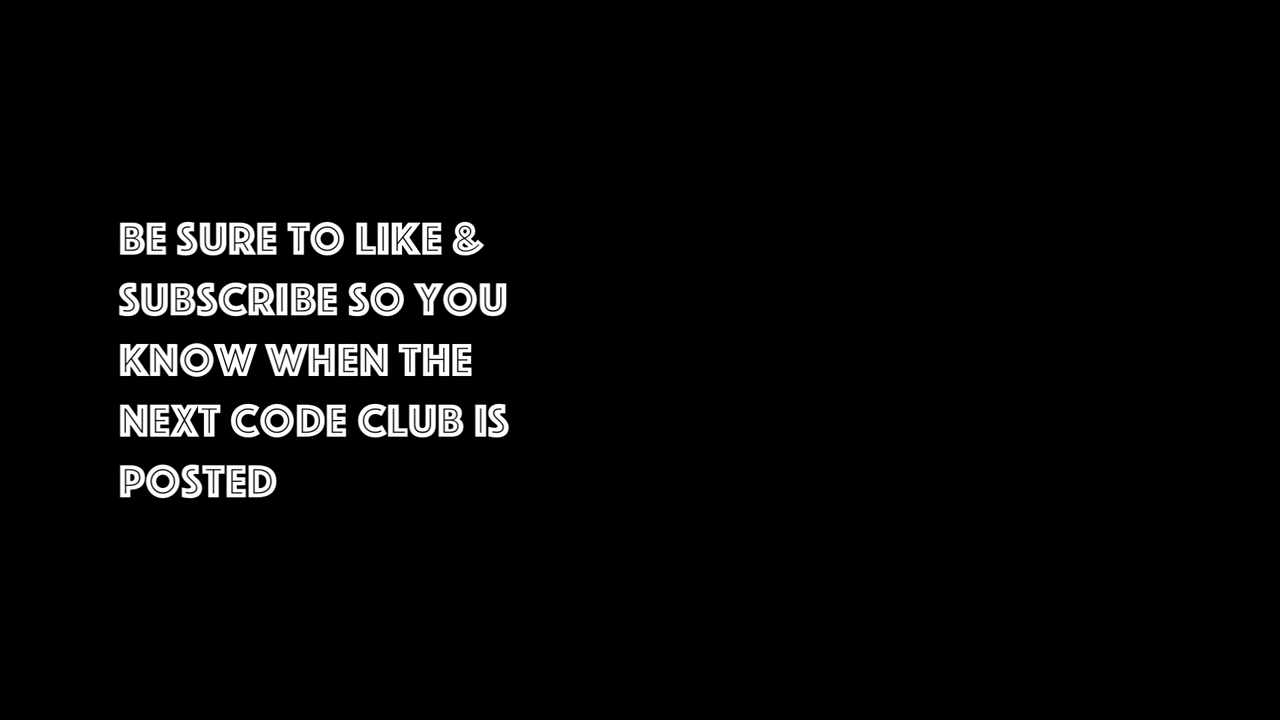 BE SURE TO LIKE &
SUBSCRIBE SO YOU
KNOW WHEN THE
NEXT CODE CLUB IS
POSTED